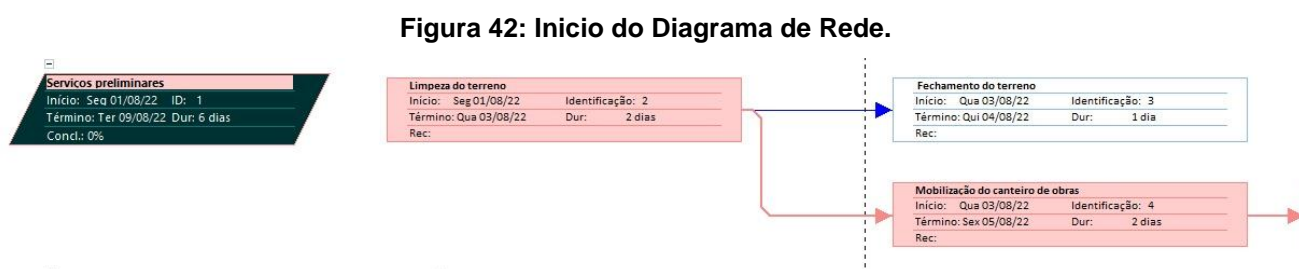 Figura 42: Inicio do Diagrama de Rede.
Serviços preliminares
Início: Seg 01/08/22 ID: 1
Término: Ter 09/08/22 Dur: 6 dias
Concl.: 0%
Limpeza do terreno
Início: Seg 01/08/22 Identificação: 2
Término: Qua 03/08/22 Dur: 2 dias
Rec:
Fechamento do terreno
Início: Qua 03/08/22 Identificação: 3
Término: Qui 04/08/22 Dur: 1 dia
Rec:
Mobilização do canteiro de obras
Início: Qua 03/08/22 Identificação: 4
Término: Sex 05/08/22 Dur: 2 dias
Rec: